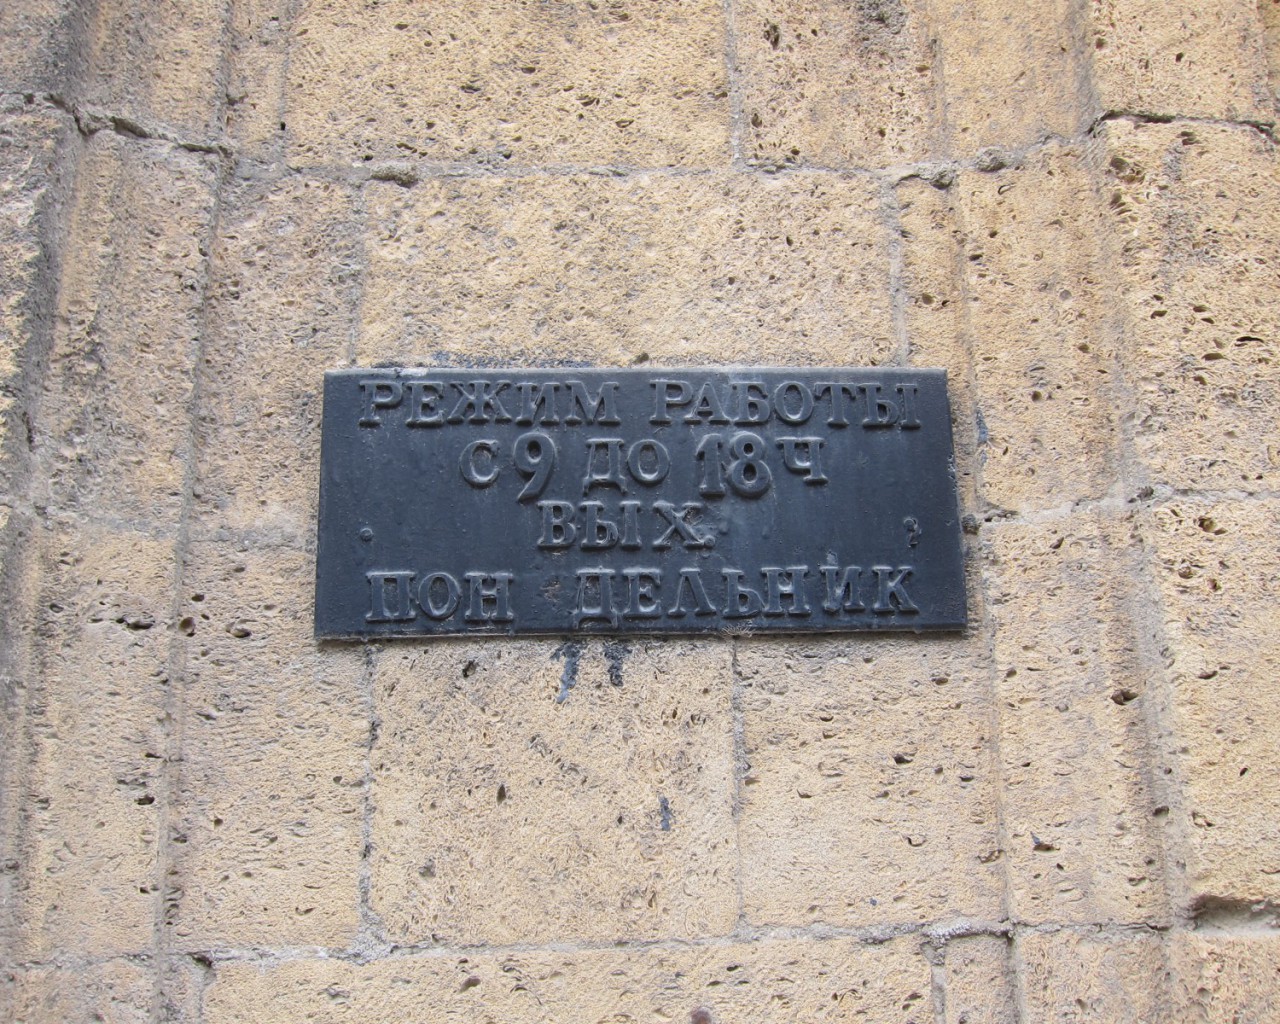 РЕЖИМ РАБОТЫ
С 9 ДО 18 Ч
ВЫХ.
ПОН ДЕЛЬНИК